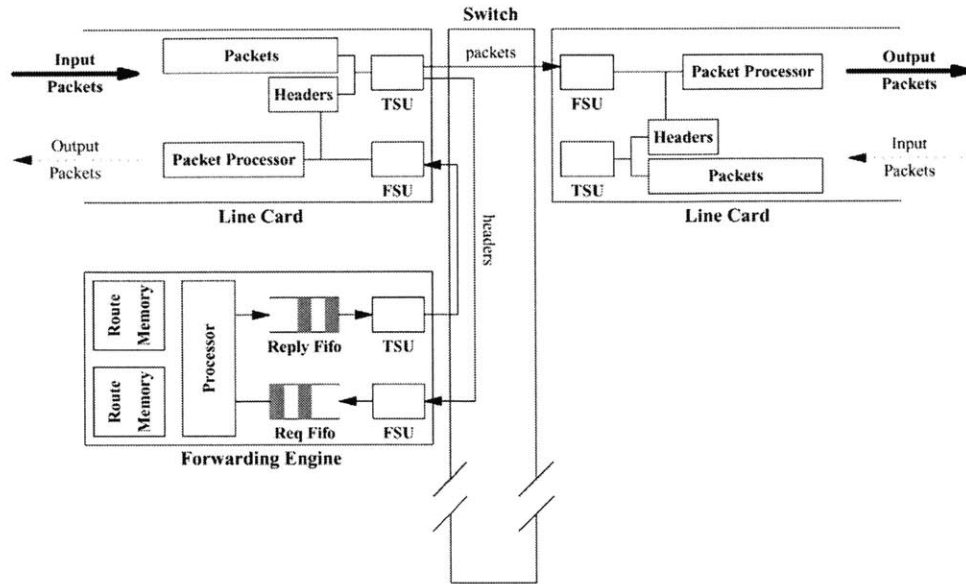 Switch
Input
Packets
Packets
Headers
TSU
packets
FSU
Packet Processor
Output
Packets
Output
Packets
Packet Processor
FSU
Headers
TSU
Packets
Input
Packets
Line Card
Line Card
headers
Route
Memory
Route
Memory
Processor
Reply Fifo
TSU
Req Fifo
FSU
Forwarding Engine